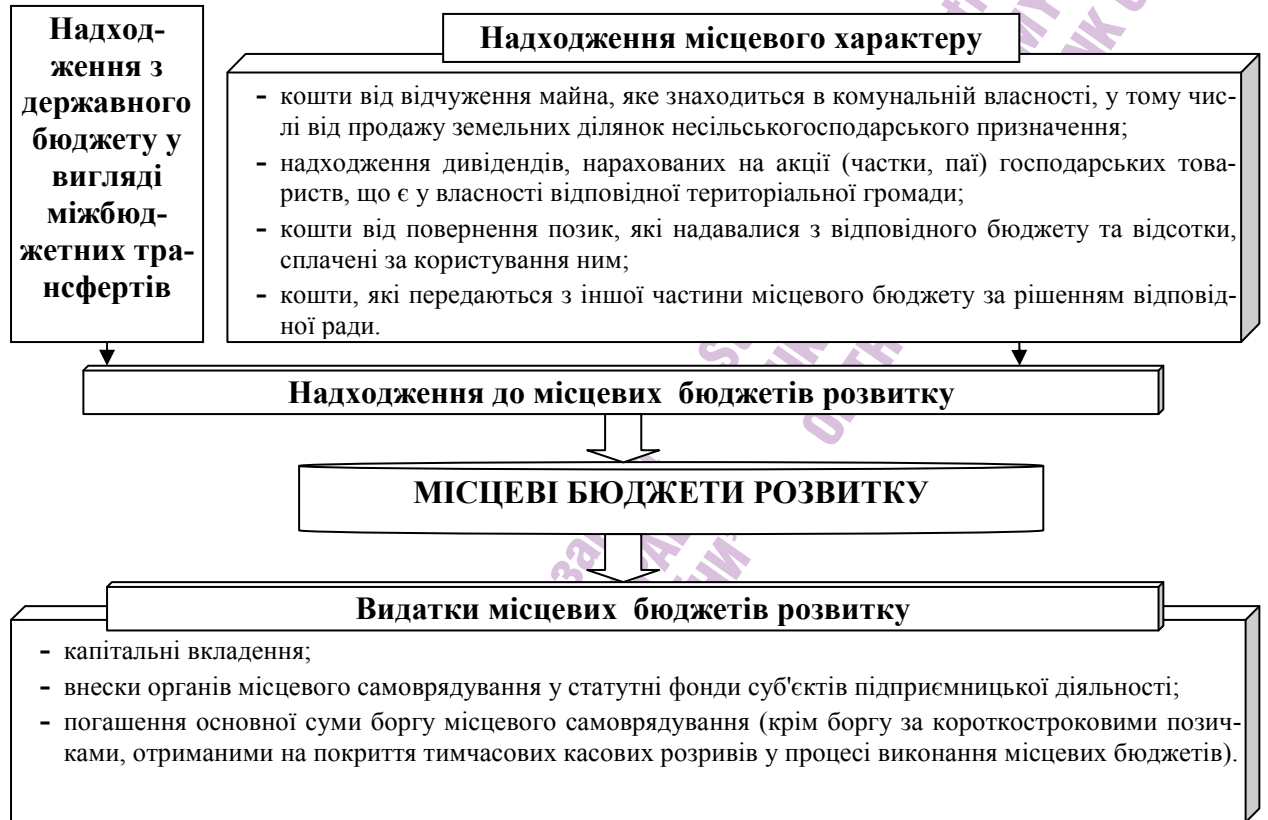 Надход-
ження з
державного
бюджету у
вигляді
міжбюд-
жетних тра-
нсфертів
Надходження місцевого характеру
- кошти від відчуження майна, яке знаходиться в комунальній власності, у тому чис-
лі від продажу земельних ділянок несільськогосподарського призначення;
- надходження дивідендів, нарахованих на акції (частки, паї) господарських това-
риств, що є у власності відповідної територіальної громади;
- кошти від повернення позик, які надавалися з відповідного бюджету та відсотки,
сплачені за користування ним;
- кошти, які передаються з іншої частини місцевого бюджету за рішенням відповід-
ної ради.
Надходження до місцевих бюджетів розвитку
МІСЦЕВІ БЮДЖЕТИ РОЗВИТКУ
Видатки місцевих бюджетів розвитку
- капітальні вкладення;
- внески органів місцевого самоврядування у статутні фонди суб'єктів підприємницької діяльності;
- погашення основної суми боргу місцевого самоврядування (крім боргу за короткостроковими позич-
ками, отриманими на покриття тимчасових касових розривів у процесі виконання місцевих бюджетів).